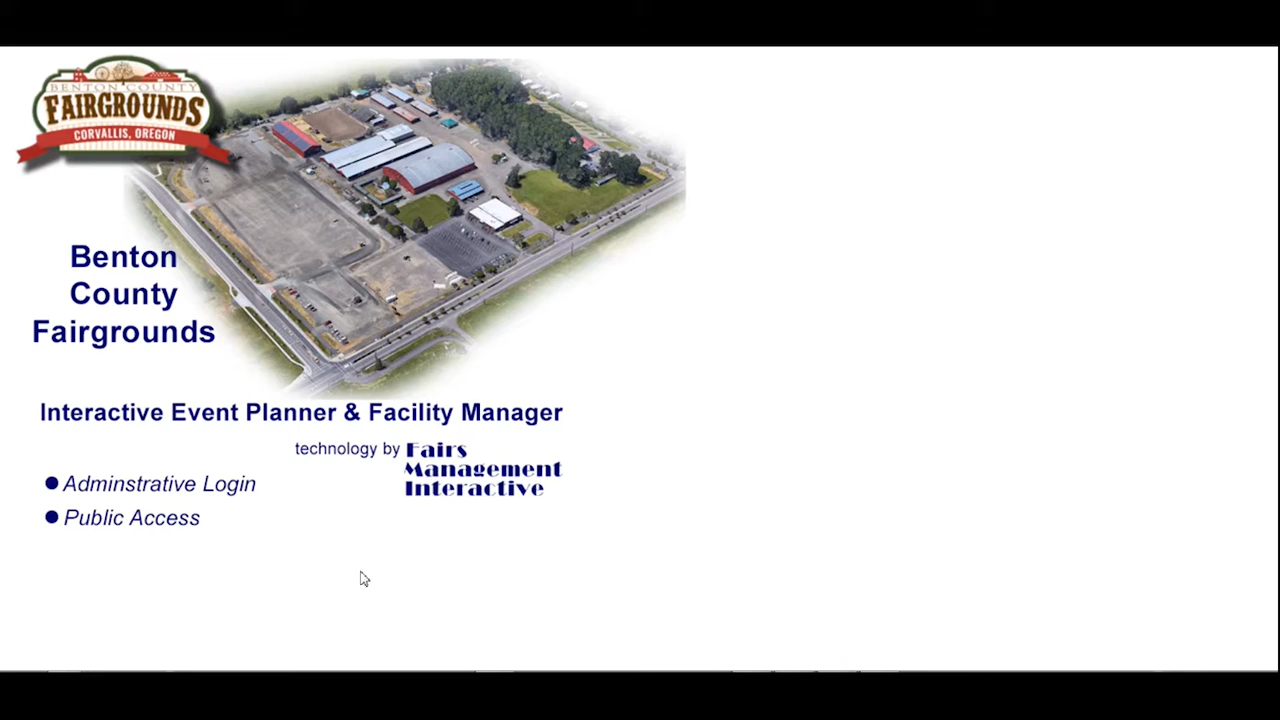 BENTON COUNTY
FAIRGROUNDS
CORVALLIS, OREGON
Benton
County
Fairgrounds
Interactive Event Planner & Facility Manager
technology by Fairs
Management
Interactive
Adminstrative Login
Public Access